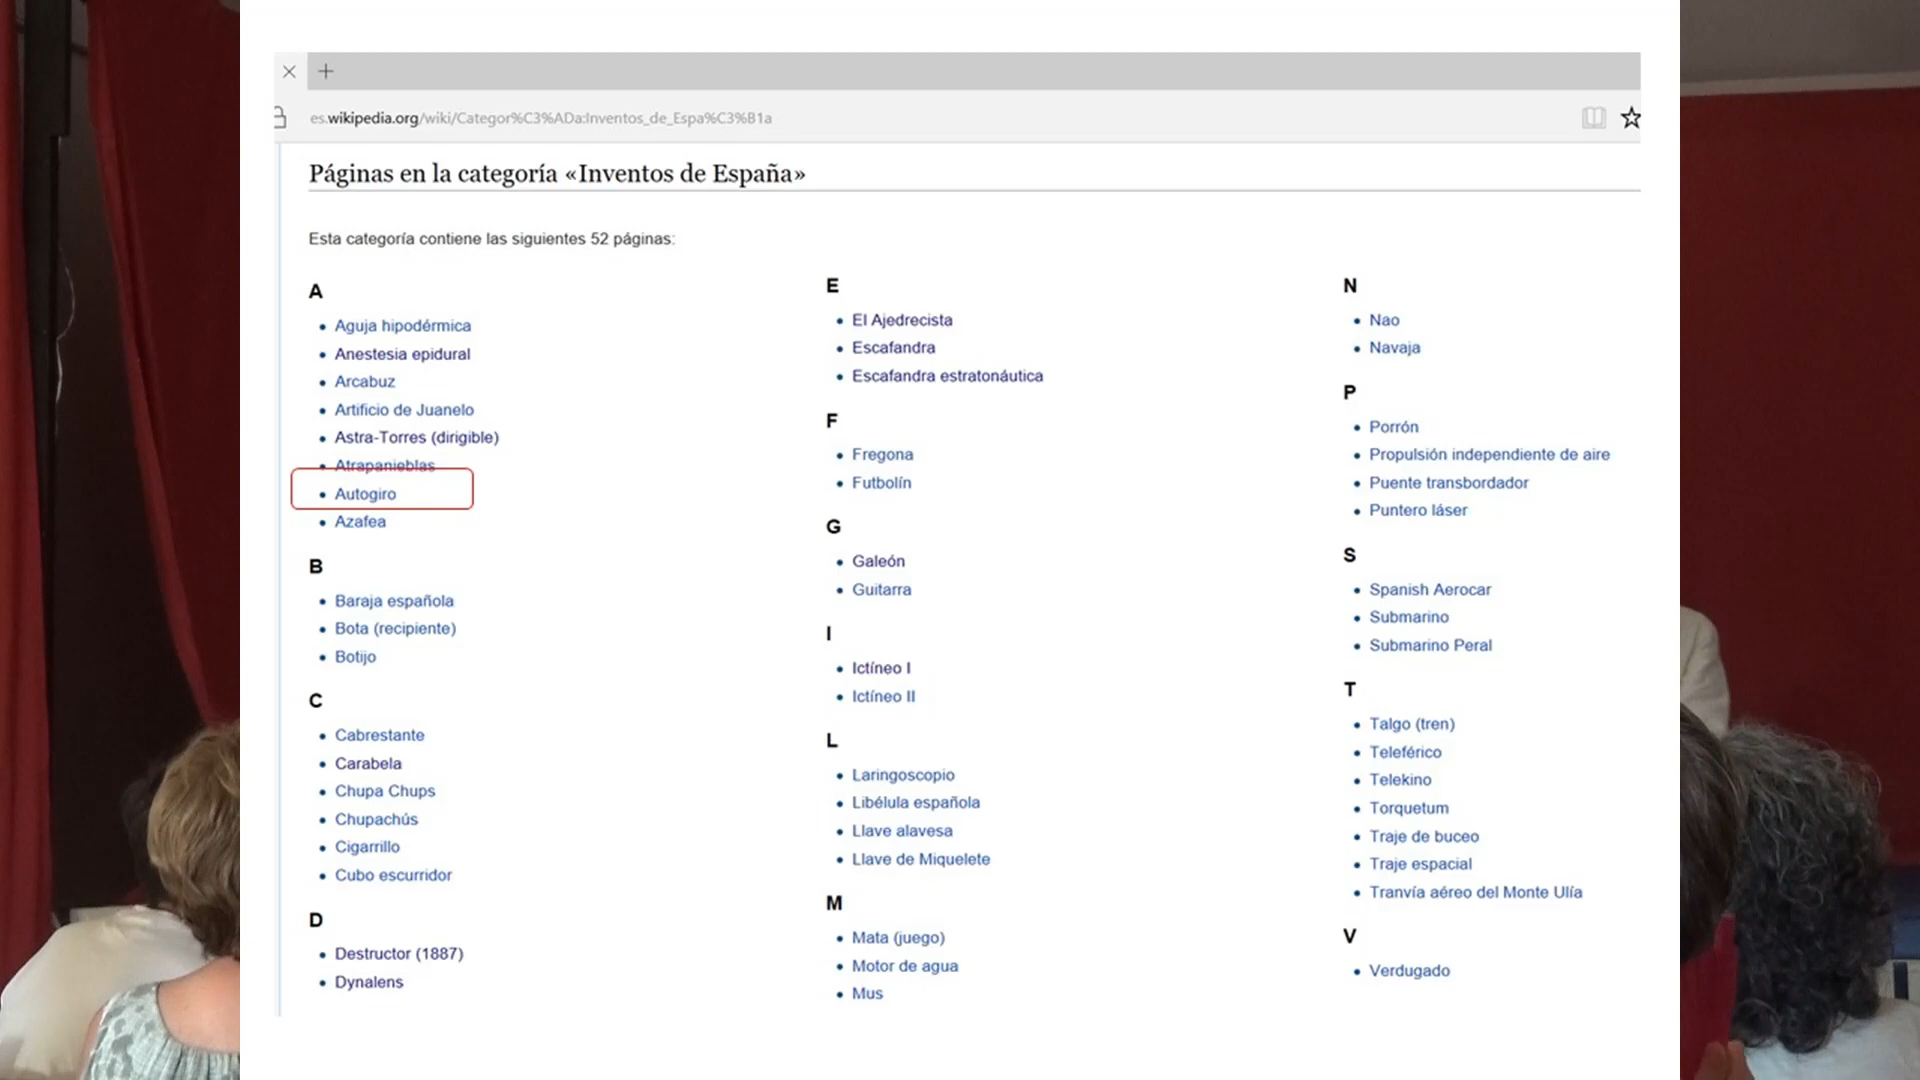 es.wikipedia.org/wiki/Categor%C3%ADa:Inventos_de_Espa%C3%B1a
Páginas en la categoría «Inventos de España»
Esta categoría contiene las siguientes 52 páginas:
A
Aguja hipodérmica
Anestesia epidural
Arcabuz
Artificio de Juanelo
Astra-Torres (dirigible)
Atrapanieblas
Autogiro
Azafea
B
Baraja española
Bota (recipiente)
Botijo
C
Cabrestante
Carabela
Chupa Chups
Chupachús
Cigarrillo
Cubo escurridor
D
Destructor (1887)
Dynalens
E
El Ajedrecista
Escafandra
Escafandra estratonáutica
F
Fregona
Futbolín
G
Galeón
Guitarra
I
Ictíneo I
Ictíneo II
L
Laringoscopio
Libélula española
Llave alavesa
Llave de Miquelete
M
Mata (juego)
Motor de agua
Mus
N
Nao
Navaja
P
Porrón
Propulsión independiente de aire
Puente transbordador
Puntero láser
S
Spanish Aerocar
Submarino
Submarino Peral
T
Talgo (tren)
Teleférico
Telekino
Torquetum
Traje de buceo
Traje espacial
Tranvía aéreo del Monte Ulía
V
Verdugado